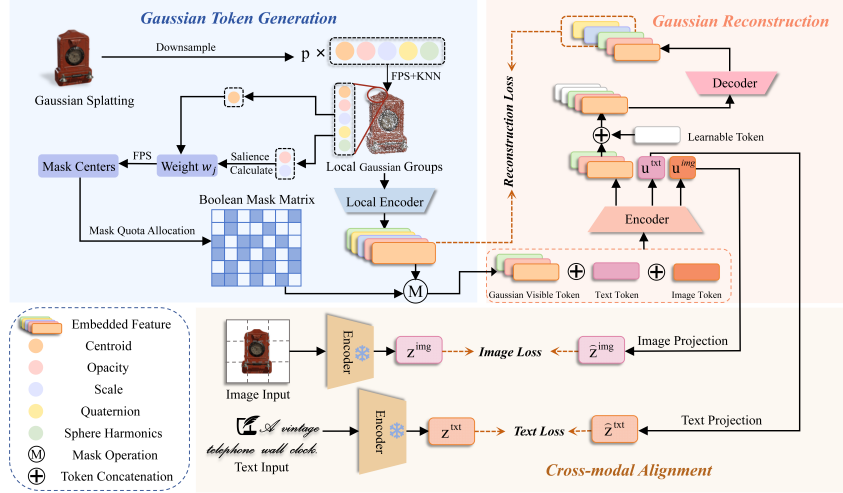 Gaussian Token Generation
Downsample
p ×
Gaussian Splatting
FPS+KNN
Local Gaussian Groups
Salience
Calculate
Weight wj
FPS
Mask Centers
Mask Quota Allocation
Boolean Mask Matrix
Local Encoder
M
Gaussian Reconstruction
Reconstruction Loss
Decoder
Learnable Token
u^txt
u^img
Encoder
Gaussian Visible Token
Text Token
Image Token
Embedded Feature
Centroid
Opacity
Scale
Quaternion
Sphere Harmonics
M
Mask Operation
Token Concatenation
Image Input
Encoder
z^img
Image Loss
ẑ^img
Image Projection
A vintage
telephone wall clock.
Text Input
Encoder
z^txt
Text Loss
ẑ^txt
Text Projection
Cross-modal Alignment